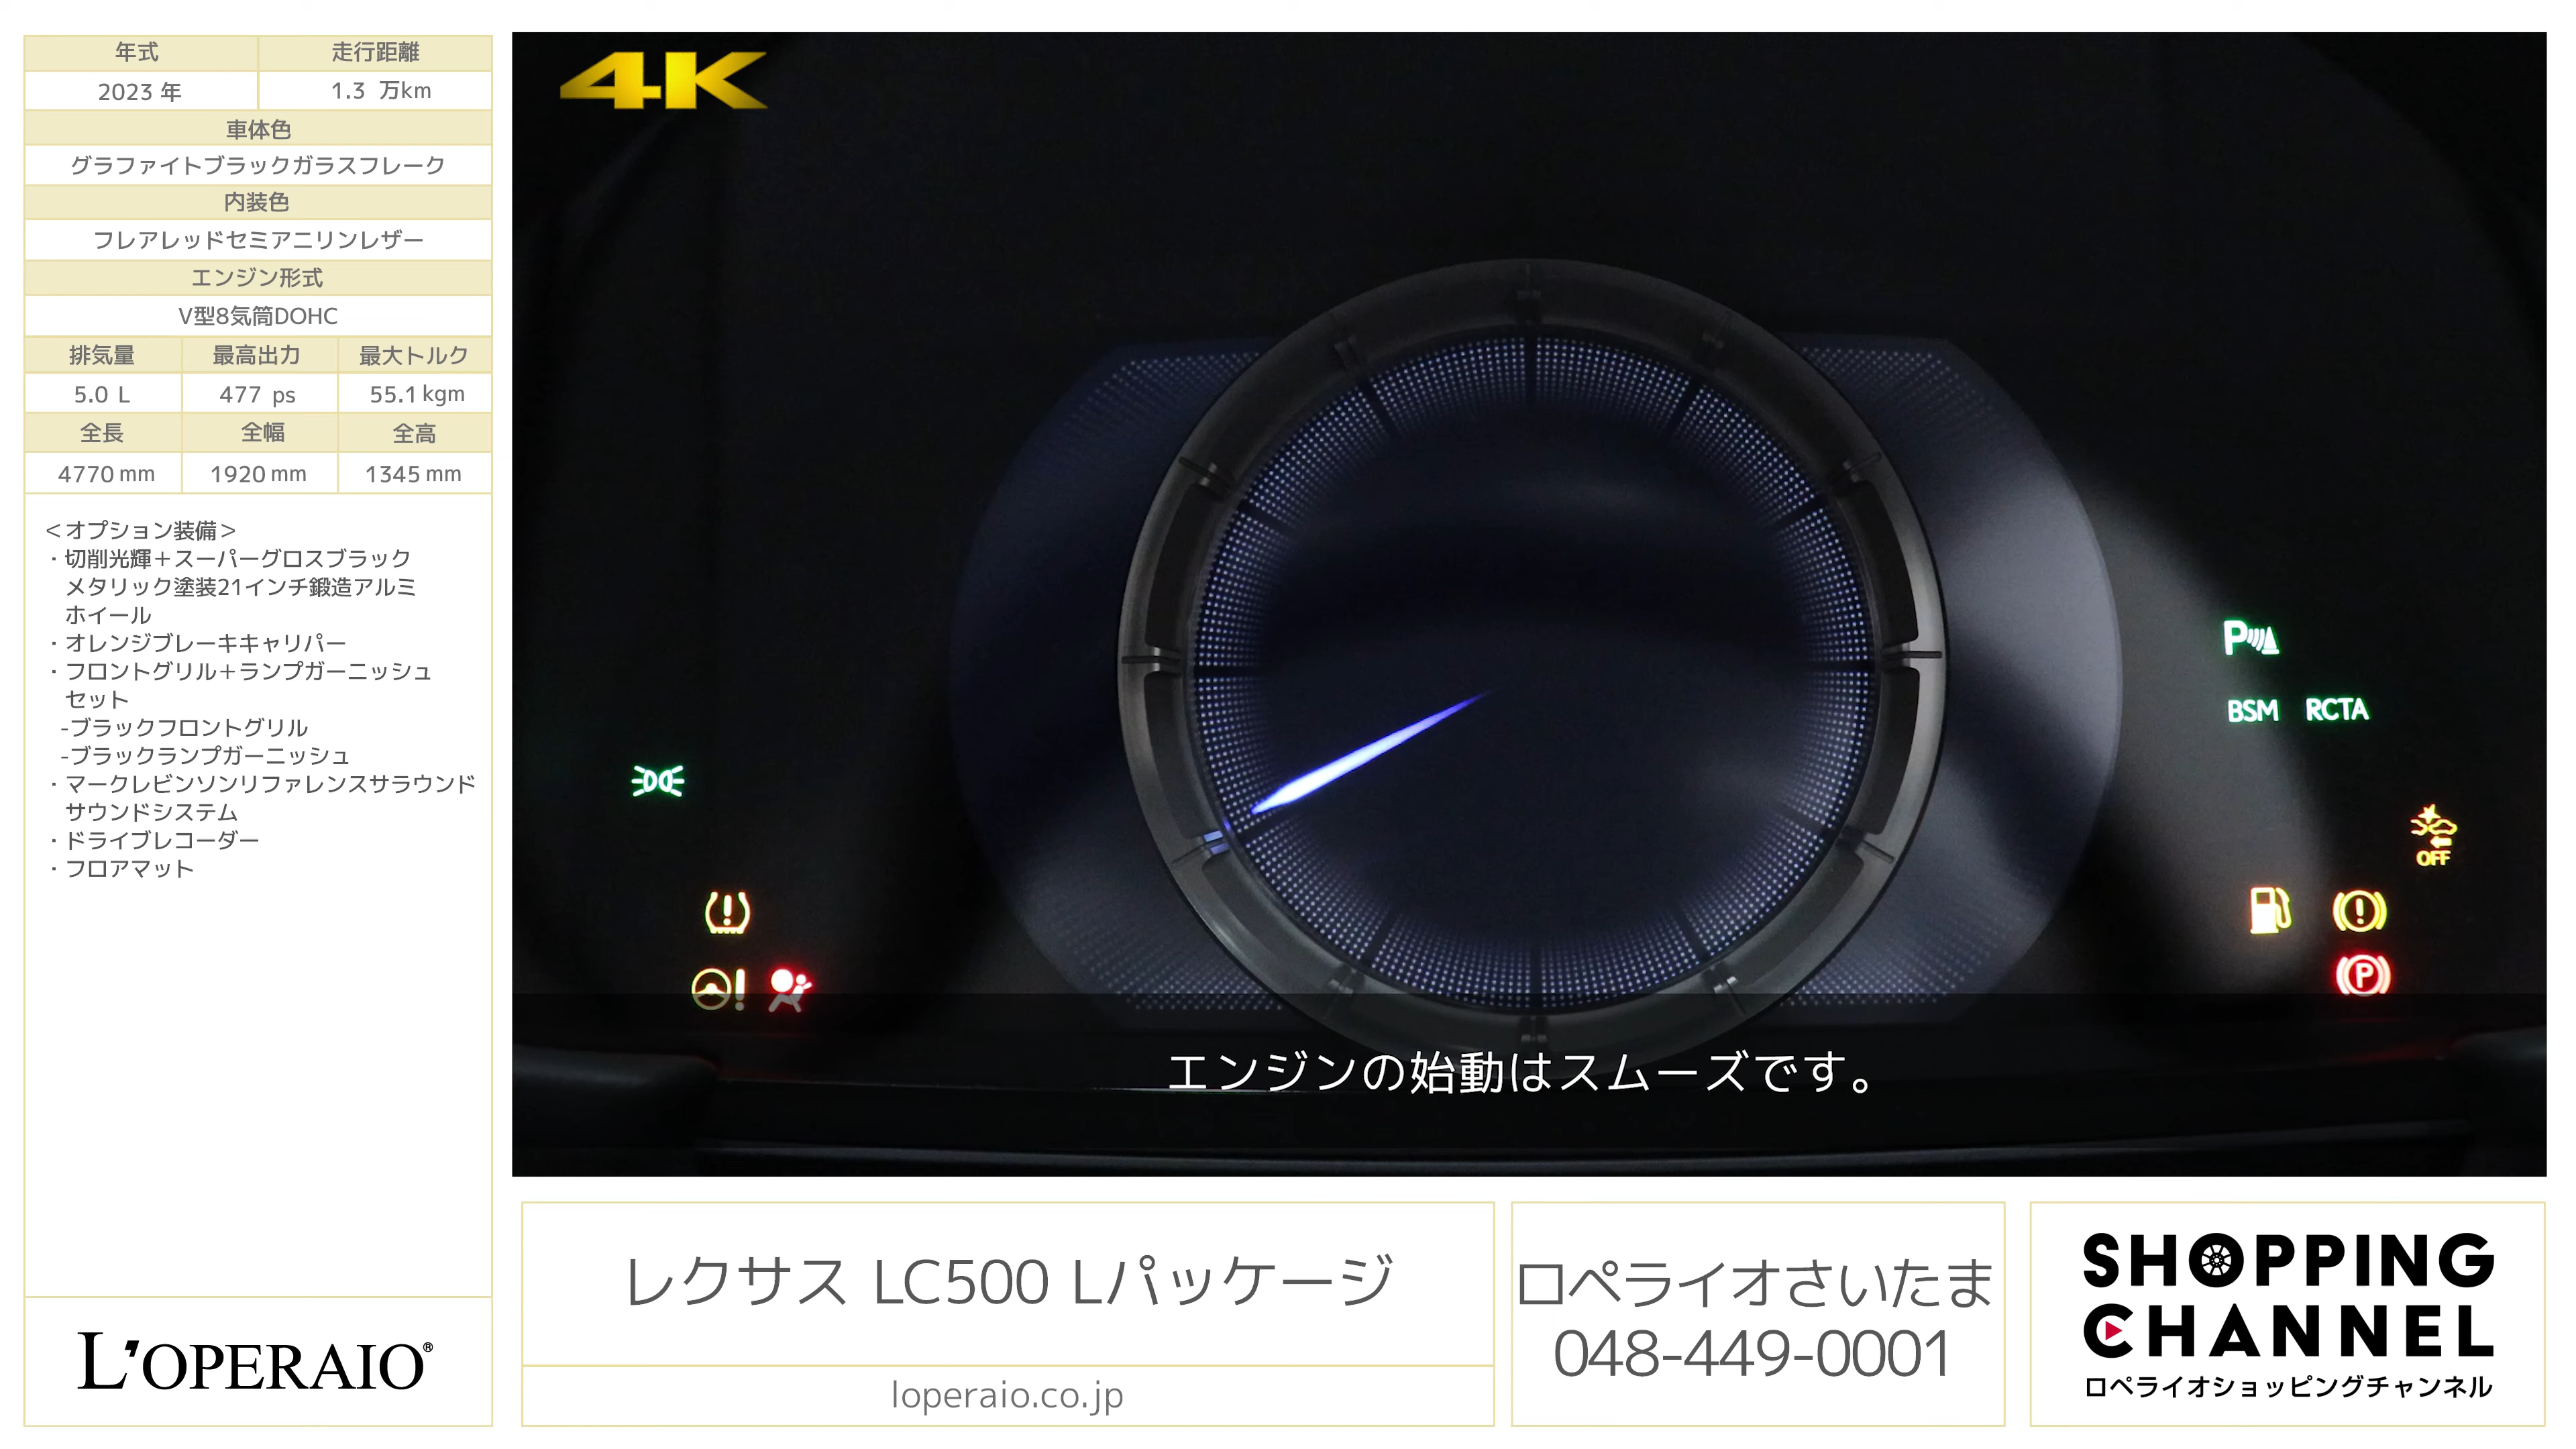 年式 走行距離
2023 年 1.3 万km
車体色
グラファイトブラックガラスフレーク
内装色
フレアレッドセミアニリンレザー
エンジン形式
V型8気筒DOHC
排気量 最高出力 最大トルク
5.0 L 477 ps 55.1 kgm
全長 全幅 全高
4770 mm 1920 mm 1345 mm
＜オプション装備＞
・切削光輝＋スーパーグロスブラック
メタリック塗装21インチ鍛造アルミ
ホイール
・オレンジブレーキキャリパー
・フロントグリル＋ランプガーニッシュ
セット
-ブラックフロントグリル
-ブラックランプガーニッシュ
・マークレビンソンリファレンスサラウンド
サウンドシステム
・ドライブレコーダー
・フロアマット
L'OPERAIO®
4K
P
BSM RCTA
OFF
P
エンジンの始動はスムーズです。
レクサス LC500 Lパッケージ
loperaio.co.jp
ロペライオさいたま
048-449-0001
SHOPPING
CHANNEL
ロペライオショッピングチャンネル